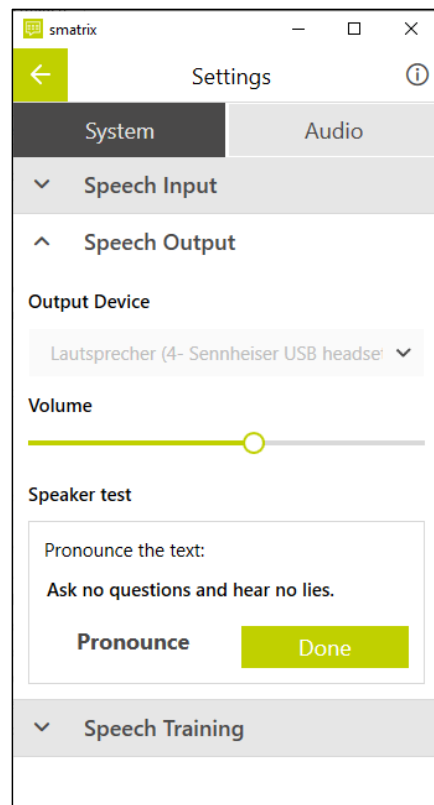 smatrix
Settings
System
Audio
Speech Input
Speech Output
Output Device
Lautsprecher (4- Sennheiser USB headset
Volume
Speaker test
Pronounce the text:
Ask no questions and hear no lies.
Pronounce
Done
Speech Training